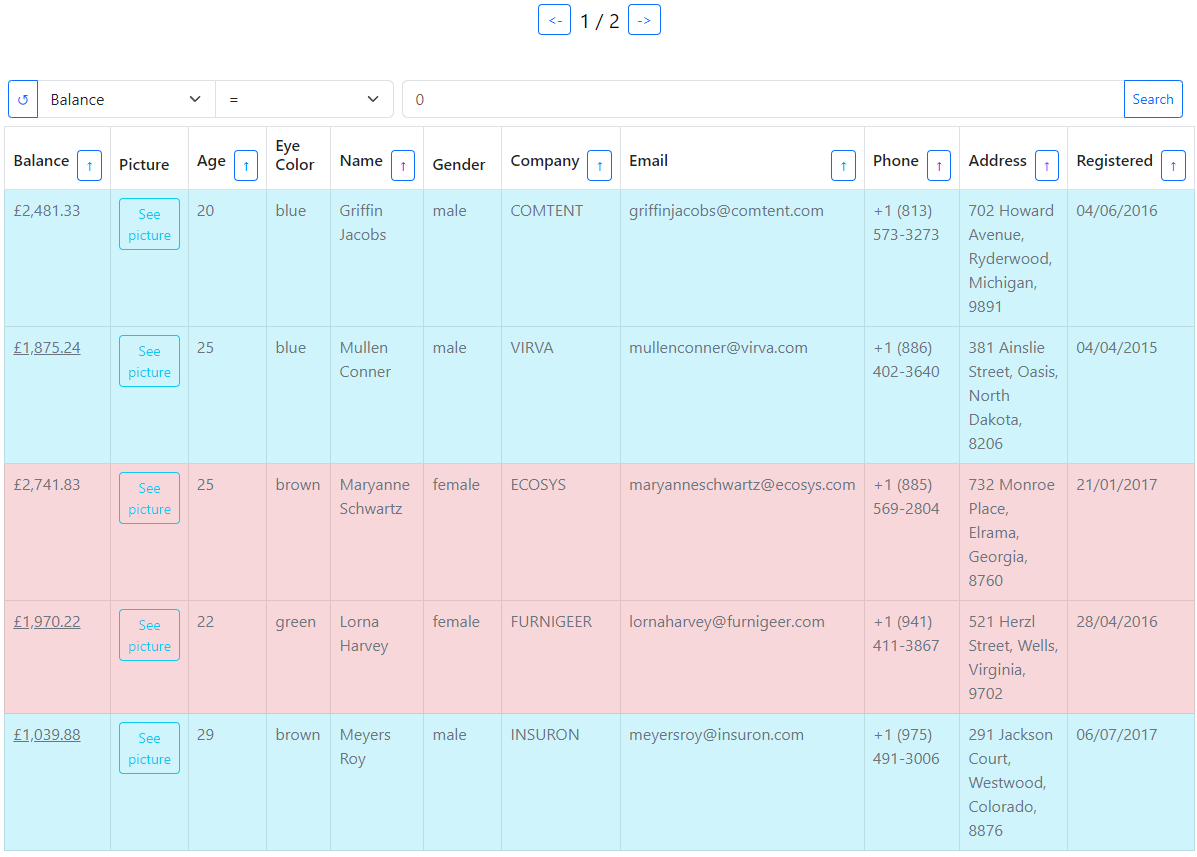 <- 1 / 2 ->
↺ Balance = 0 Search
Balance ↑ Picture Age ↑ Eye Color Name ↑ Gender Company ↑ Email ↑ Phone ↑ Address ↑ Registered ↑
£2,481.33 See picture 20 blue Griffin Jacobs male COMTENT griffinjacobs@comtent.com +1 (813) 573-3273 702 Howard Avenue, Ryderwood, Michigan, 9891 04/06/2016
£1,875.24 See picture 25 blue Mullen Conner male VIRVA mullenconner@virva.com +1 (886) 402-3640 381 Ainslie Street, Oasis, North Dakota, 8206 04/04/2015
£2,741.83 See picture 25 brown Maryanne Schwartz female ECOSYS maryanneschwartz@ecosys.com +1 (885) 569-2804 732 Monroe Place, Elrama, Georgia, 8760 21/01/2017
£1,970.22 See picture 22 green Lorna Harvey female FURNIGEER lornaharvey@furnigeer.com +1 (941) 411-3867 521 Herzl Street, Wells, Virginia, 9702 28/04/2016
£1,039.88 See picture 29 brown Meyers Roy male INSURON meyersroy@insuron.com +1 (975) 491-3006 291 Jackson Court, Westwood, Colorado, 8876 06/07/2017